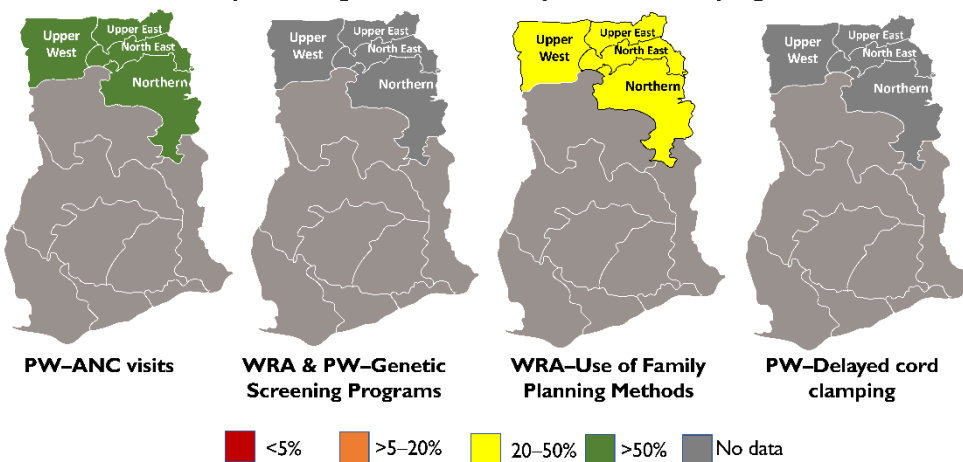 Upper West
Upper East
North East
Northern
Upper West
Upper East
North East
Northern
Upper West
Upper East
North East
Northern
Upper West
Upper East
North East
Northern
PW–ANC visits
WRA & PW–Genetic
Screening Programs
WRA–Use of Family
Planning Methods
PW–Delayed cord
clamping
<5%
>5–20%
20–50%
>50%
No data